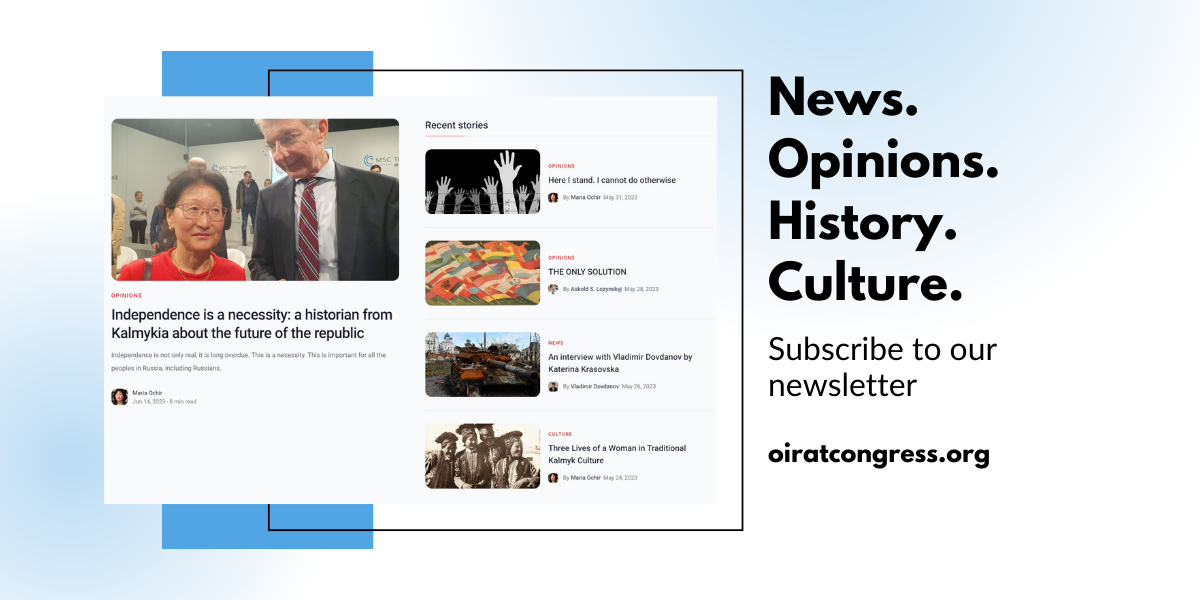 MSC TownHall
OPINIONS
Independence is a necessity: a historian from
Kalmykia about the future of the republic
Independence is not only real, it is long overdue. This is a necessity. This is important for all the
peoples in Russia, including Russians.
Maria Ochir
Jun 14, 2023 · 8 min read
Recent stories
OPINIONS
Here I stand. I cannot do otherwise
By Maria Ochir · May 31, 2023
OPINIONS
THE ONLY SOLUTION
By Askold S. Lozynskyj · May 28, 2023
NEWS
An interview with Vladimir Dovdanov by
Katerina Krasovska
By Vladimir Dovdanov · May 26, 2023
CULTURE
Three Lives of a Woman in Traditional
Kalmyk Culture
By Maria Ochir · May 24, 2023
News.
Opinions.
History.
Culture.
Subscribe to our
newsletter
oiratcongress.org